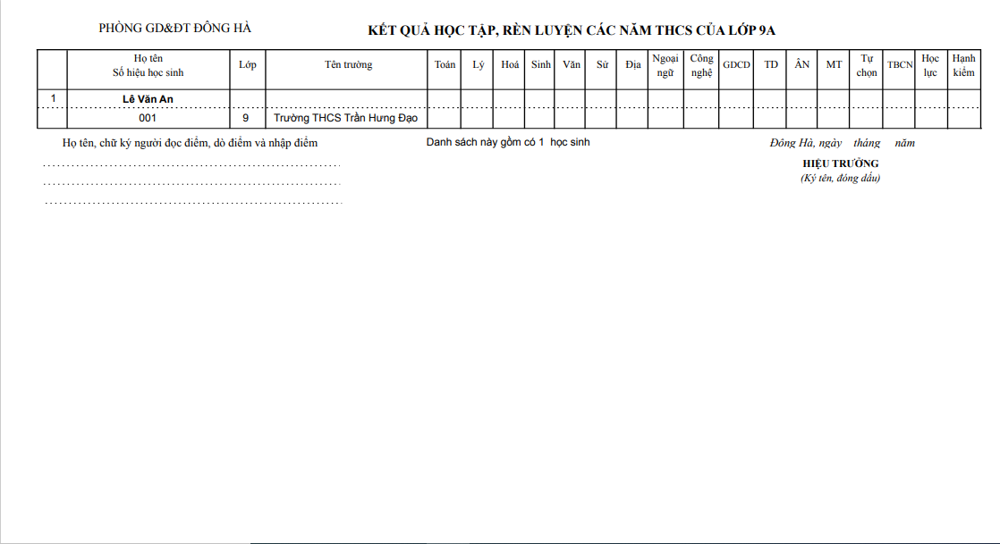 PHÒNG GD&ĐT ĐÔNG HÀ
KẾT QUẢ HỌC TẬP, RÈN LUYỆN CÁC NĂM THCS CỦA LỚP 9A
Họ tên
Số hiệu học sinh
Lớp
Tên trường
Toán
Lý
Hoá
Sinh
Văn
Sử
Địa
Ngoại
ngữ
Công
nghệ
GDCD
TD
ÂN
MT
Tự
chọn
TBCN
Học
lực
Hạnh
kiểm
1
Lê Văn An
001
9
Trường THCS Trần Hưng Đạo
Họ tên, chữ ký người đọc điểm, dò điểm và nhập điểm
Danh sách này gồm có 1 học sinh
Đông Hà, ngày tháng năm
HIỆU TRƯỞNG
(Ký tên, đóng dấu)